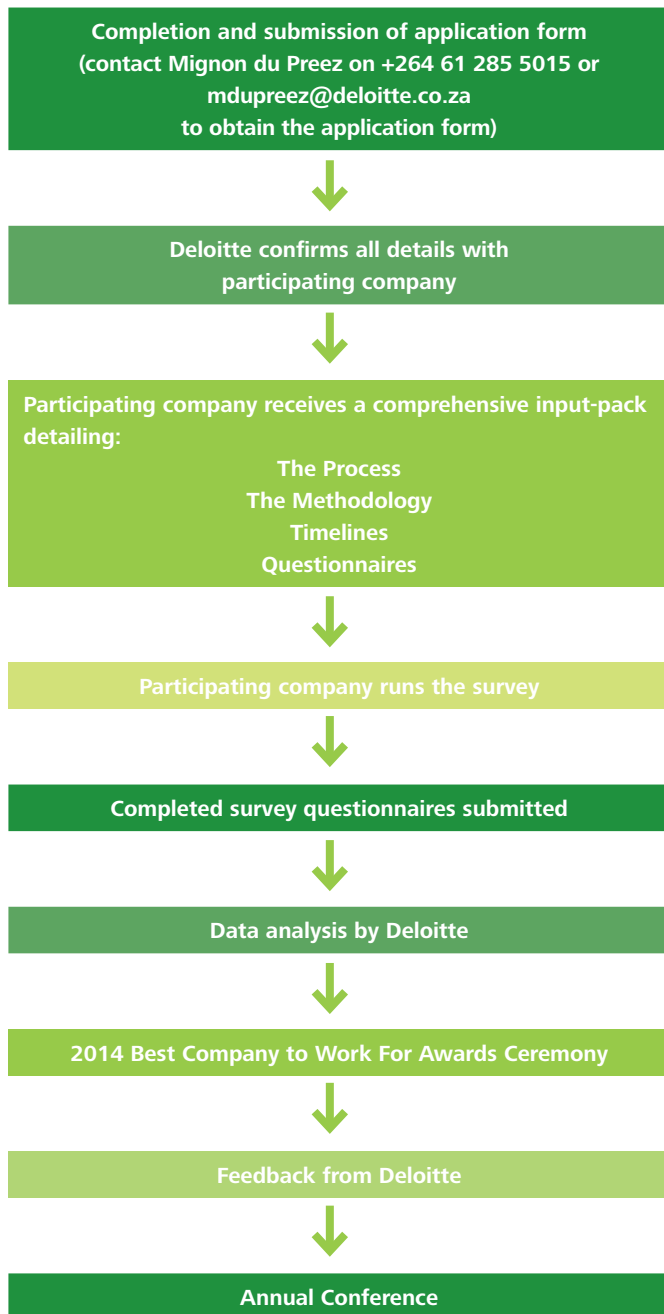 Completion and submission of application form
(contact Mignon du Preez on +264 61 285 5015 or
mdupreez@deloitte.co.za
to obtain the application form)
Deloitte confirms all details with
participating company
Participating company receives a comprehensive input-pack
detailing:
The Process
The Methodology
Timelines
Questionnaires
Participating company runs the survey
Completed survey questionnaires submitted
Data analysis by Deloitte
2014 Best Company to Work For Awards Ceremony
Feedback from Deloitte
Annual Conference